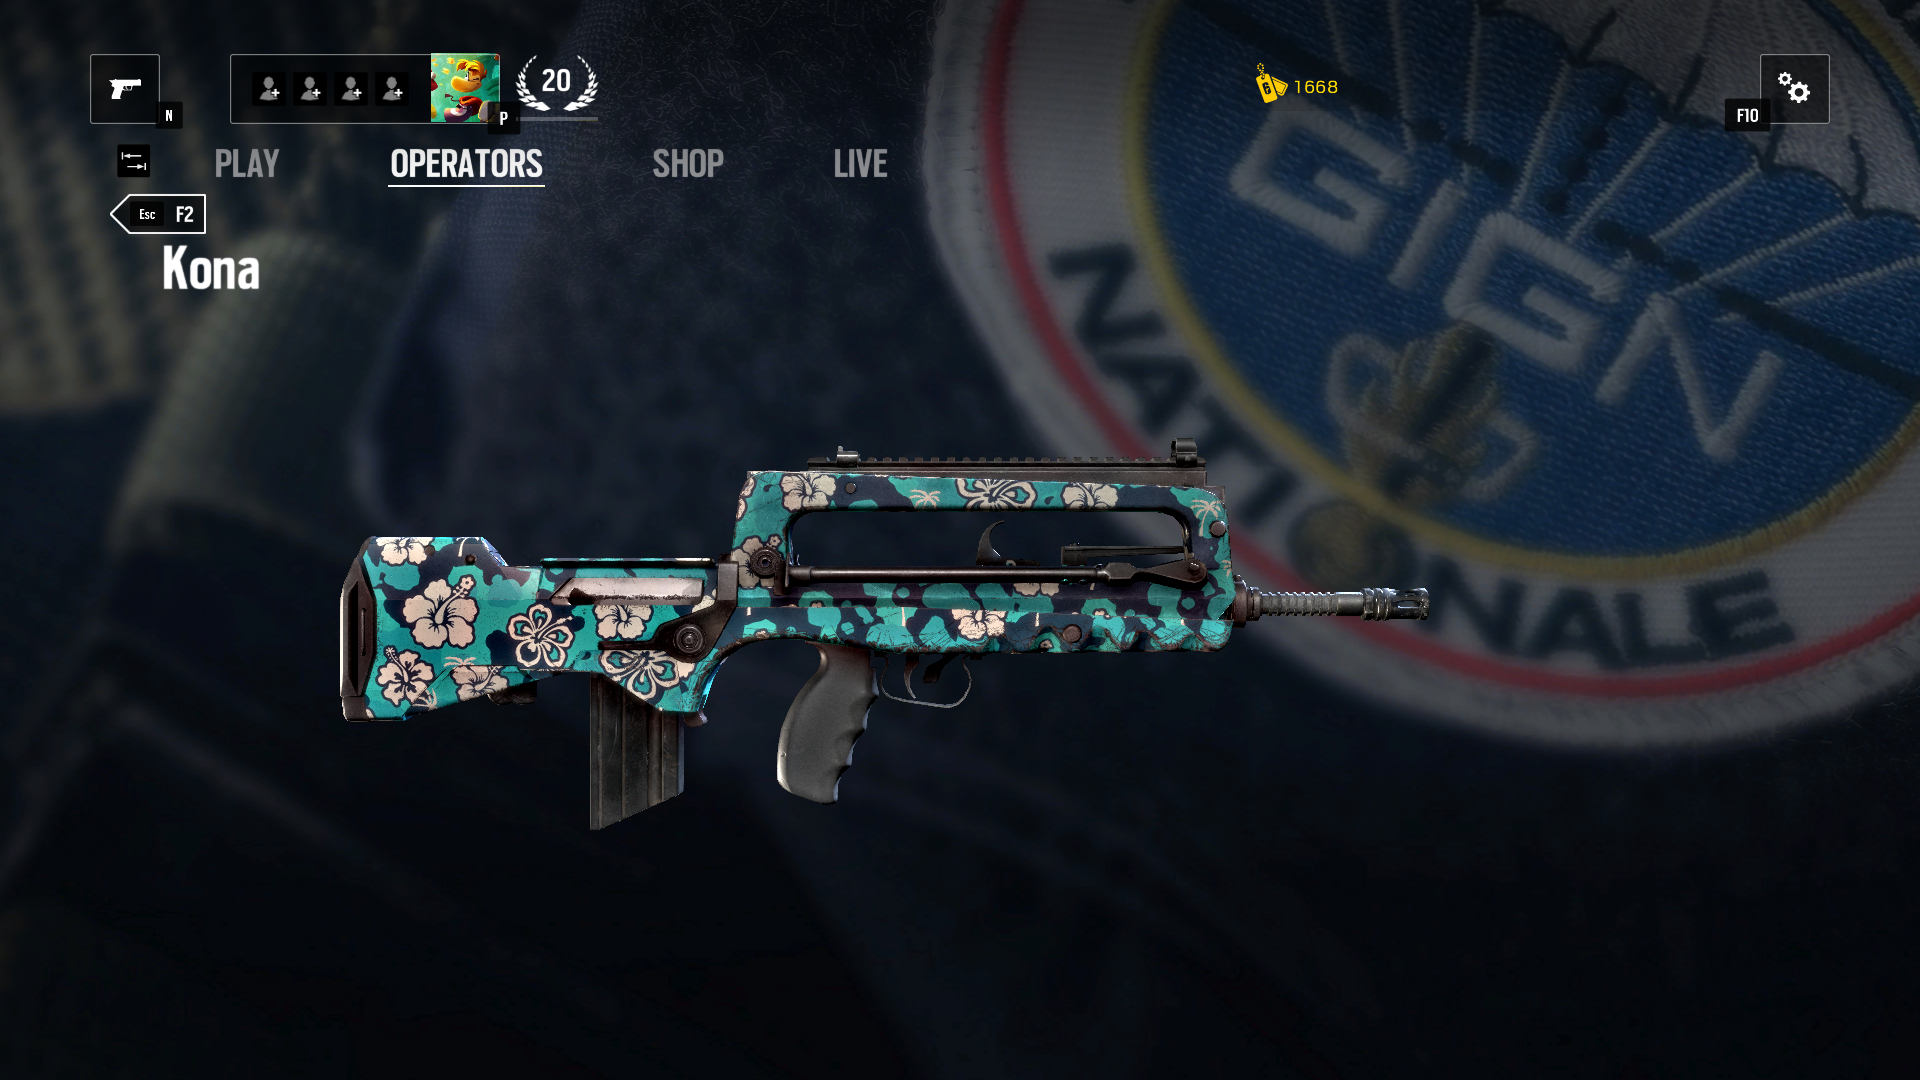 20
1668
N
P
F10
PLAY
OPERATORS
SHOP
LIVE
Esc F2
Kona
GIGN
NATIONALE